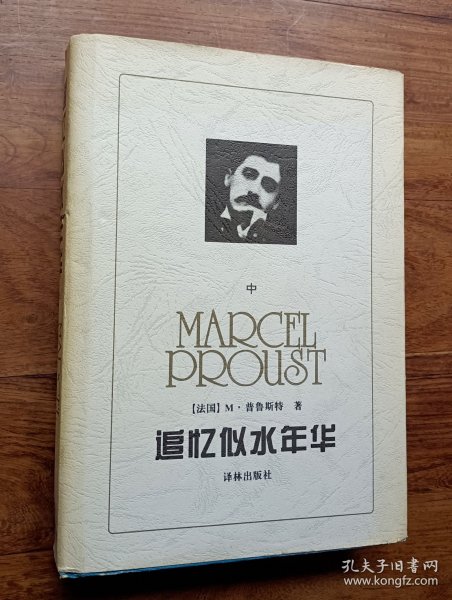 中
MARCEL
PROUST
【法国】M·普鲁斯特 著
追忆似水年华
译林出版社
孔夫子旧书网
www.kongfz.com